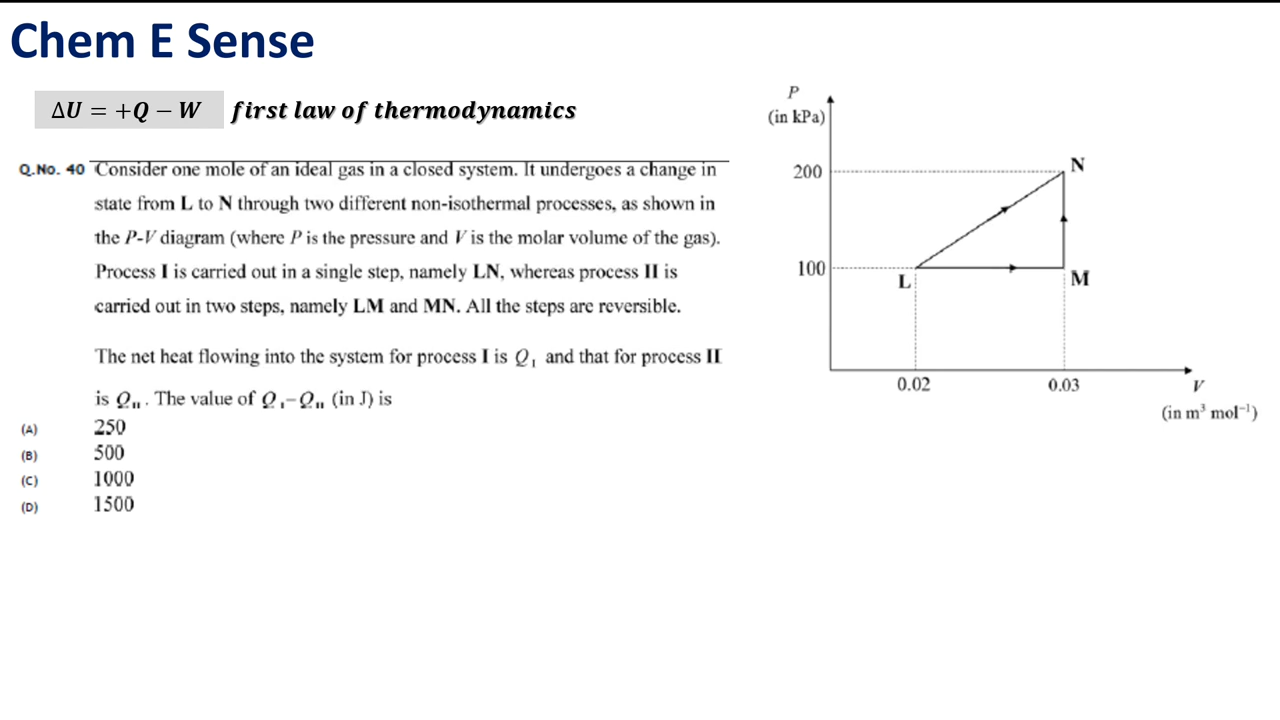 Chem E Sense
ΔU = +Q − W first law of thermodynamics
Q.No. 40 Consider one mole of an ideal gas in a closed system. It undergoes a change in
state from L to N through two different non-isothermal processes, as shown in
the P-V diagram (where P is the pressure and V is the molar volume of the gas).
Process I is carried out in a single step, namely LN, whereas process II is
carried out in two steps, namely LM and MN. All the steps are reversible.
The net heat flowing into the system for process I is Q_I and that for process II
is Q_II. The value of Q_I–Q_II (in J) is
(A) 250
(B) 500
(C) 1000
(D) 1500
P
(in kPa)
200
N
100
L
M
0.02
0.03
V
(in m³ mol⁻¹)